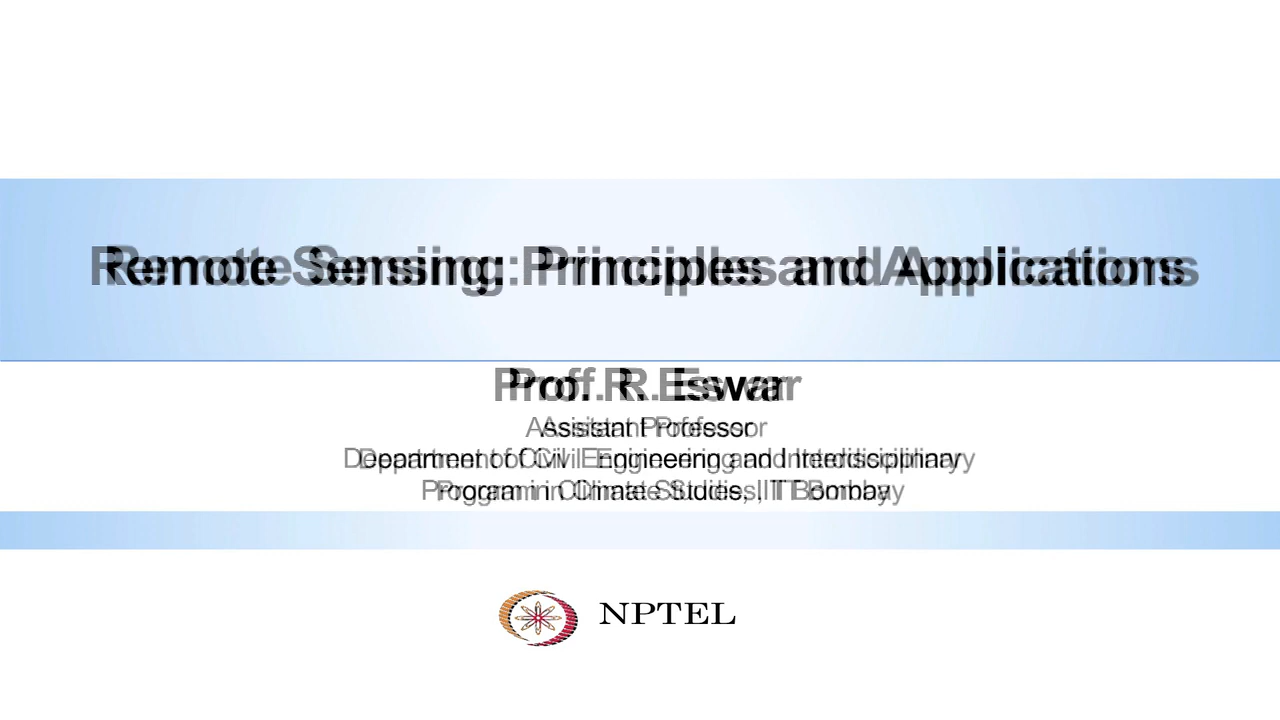 Remote Sensing: Principles and Applications
Prof. R. Eswar
Assistant Professor
Department of Civil Engineering and Interdisciplinary
Program in Climate Studies, IIT Bombay
NPTEL